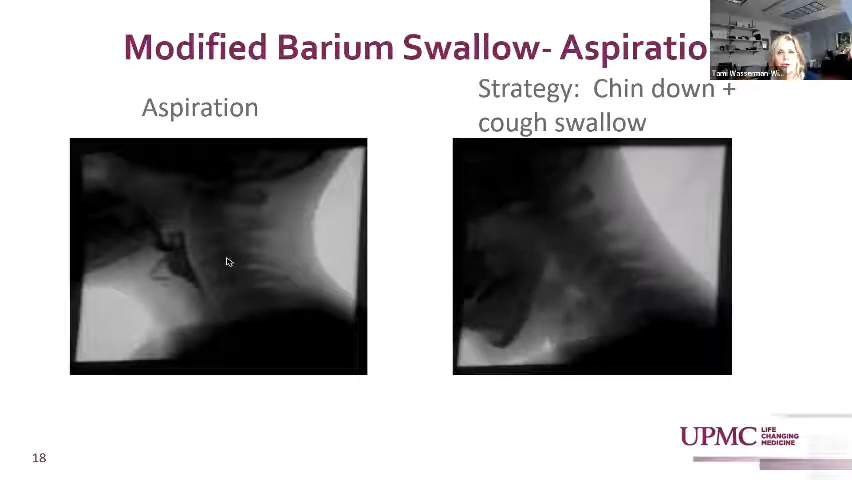 Modified Barium Swallow- Aspiratio
Tami Wasserman-Wi...
Aspiration
Strategy: Chin down +
cough swallow
UPMC LIFE CHANGING MEDICINE
18